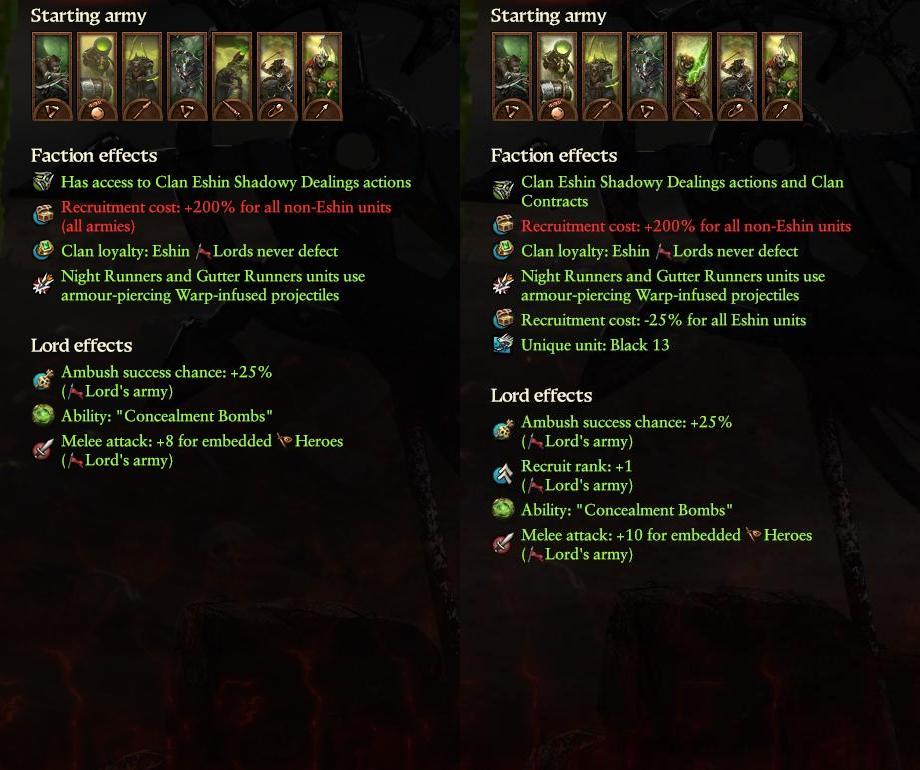 Starting army
Faction effects
Has access to Clan Eshin Shadowy Dealings actions
Recruitment cost: +200% for all non-Eshin units
(all armies)
Clan loyalty: Eshin Lords never defect
Night Runners and Gutter Runners units use
armour-piercing Warp-infused projectiles
Lord effects
Ambush success chance: +25%
(Lord's army)
Ability: "Concealment Bombs"
Melee attack: +8 for embedded Heroes
(Lord's army)
Starting army
Faction effects
Clan Eshin Shadowy Dealings actions and Clan
Contracts
Recruitment cost: +200% for all non-Eshin units
Clan loyalty: Eshin Lords never defect
Night Runners and Gutter Runners units use
armour-piercing Warp-infused projectiles
Recruitment cost: -25% for all Eshin units
Unique unit: Black 13
Lord effects
Ambush success chance: +25%
(Lord's army)
Recruit rank: +1
(Lord's army)
Ability: "Concealment Bombs"
Melee attack: +10 for embedded Heroes
(Lord's army)